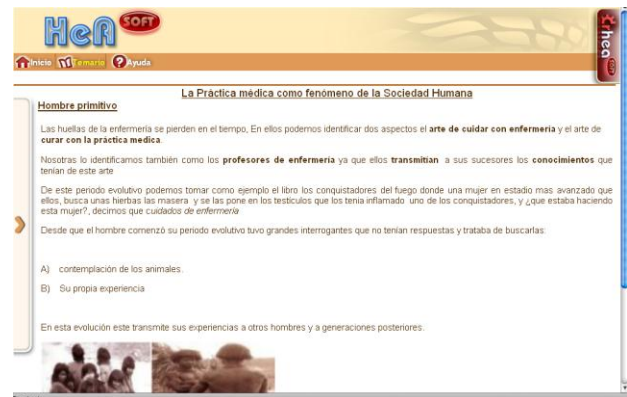 HeA SOFT
rhea
Inicio Temario Ayuda
La Pràctica médica como fenómeno de la Sociedad Humana
Hombre primitivo
Las huellas de la enfermería se pierden en el tiempo, En ellos podemos identificar dos aspectos el arte de cuidar con enfermería y el arte de
curar con la práctica medica.
Nosotras lo identificamos también como los profesores de enfermería ya que ellos transmitían a sus sucesores los conocimientos que
tenían de este arte
De este periodo evolutivo podemos tomar como ejemplo el libro los conquistadores del fuego donde una mujer en estadio mas avanzado que
ellos, busca unas hierbas las masera y se las pone en los testículos que los tenia inflamado uno de los conquistadores, y ¿que estaba haciendo
esta mujer?, decimos que cuidados de enfermería
Desde que el hombre comenzó su periodo evolutivo tuvo grandes interrogantes que no tenían respuestas y trataba de buscarlas:
A) contemplación de los animales.
B) Su propia experiencia
En esta evolución este transmite sus experiencias a otros hombres y a generaciones posteriores.